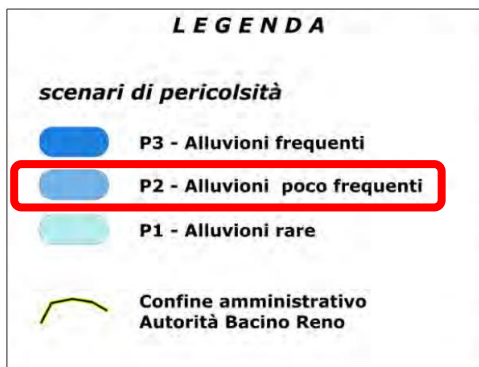 LEGENDA
scenari di pericolsità
P3 - Alluvioni frequenti
P2 - Alluvioni poco frequenti
P1 - Alluvioni rare
Confine amministrativo
Autorità Bacino Reno